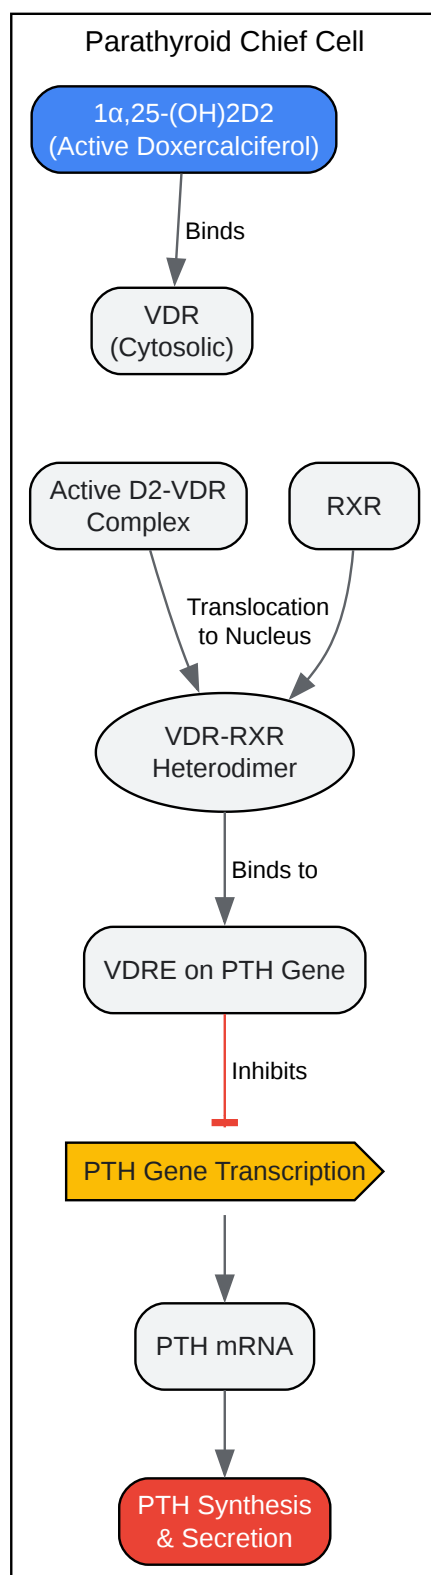 Parathyroid Chief Cell
1α,25-(OH)2D2
(Active Doxercalciferol)
Binds
VDR
(Cytosolic)
Active D2-VDR
Complex
RXR
Translocation
to Nucleus
VDR-RXR
Heterodimer
Binds to
VDRE on PTH Gene
Inhibits
PTH Gene Transcription
PTH mRNA
PTH Synthesis
& Secretion